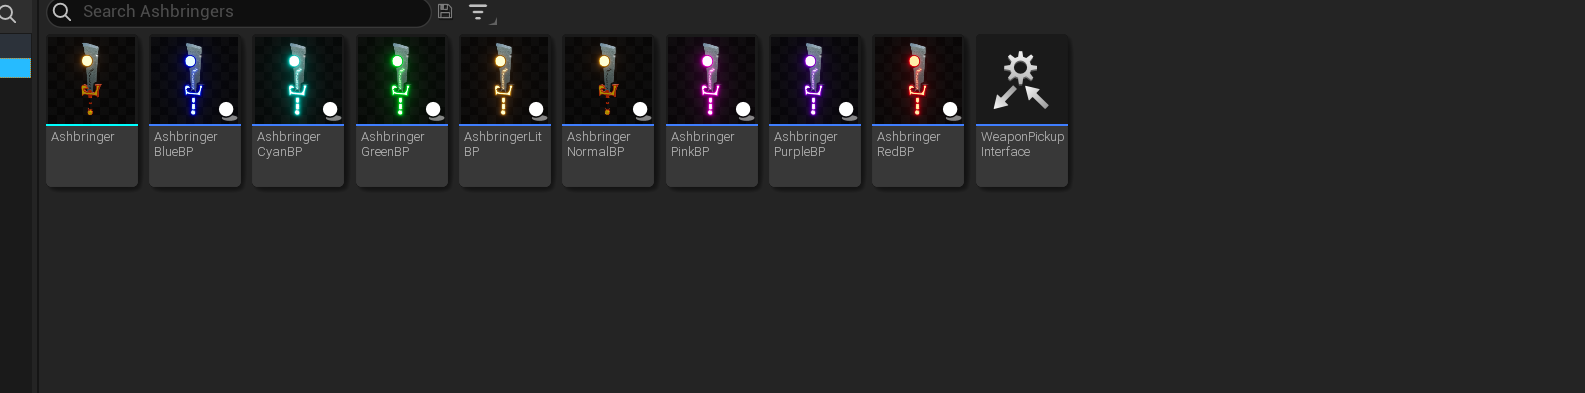 Search Ashbringers
Ashbringer
Ashbringer
BlueBP
Ashbringer
CyanBP
Ashbringer
GreenBP
AshbringerLit
BP
Ashbringer
NormalBP
Ashbringer
PinkBP
Ashbringer
PurpleBP
Ashbringer
RedBP
WeaponPickup
Interface